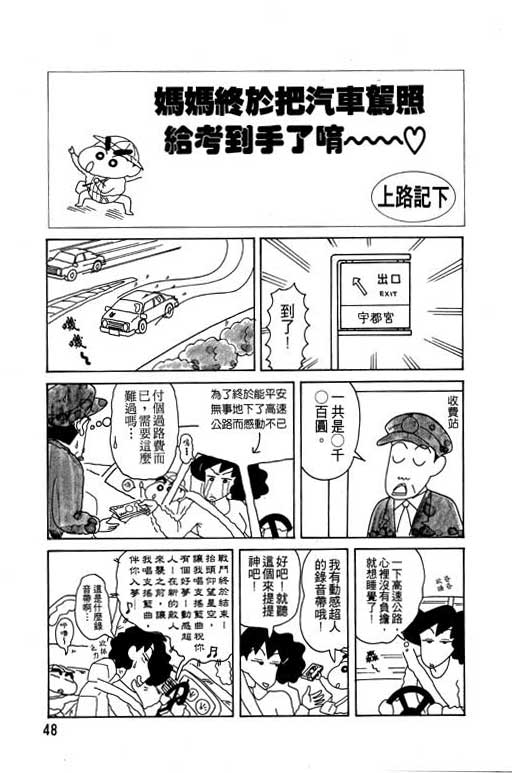 媽媽終於把汽車駕照
給考到手了唷~~~♡
上路記下
出口
EXIT
宇都宮
到了！
噗
噗
收費站
一共是○千
○百圓。
為了終於能平安
無事地下了高速
公路而感動不已
付個過路費而
已，需要這麼
難過嗎…
一下高速公路，
心裡沒有負擔，
就想睡覺了！
我有動感超人
的錄音帶哦！
好吧！就聽
這個來提提
神吧！
戰鬥終於結束—
抬頭仰望星空，
讓我唱支搖籃曲祝你
有個好夢—動感超
人—在新的敵人
來襲之前，讓
我唱支搖籃曲，
伴你入夢♪
這是什麼錄
音帶啊…
48